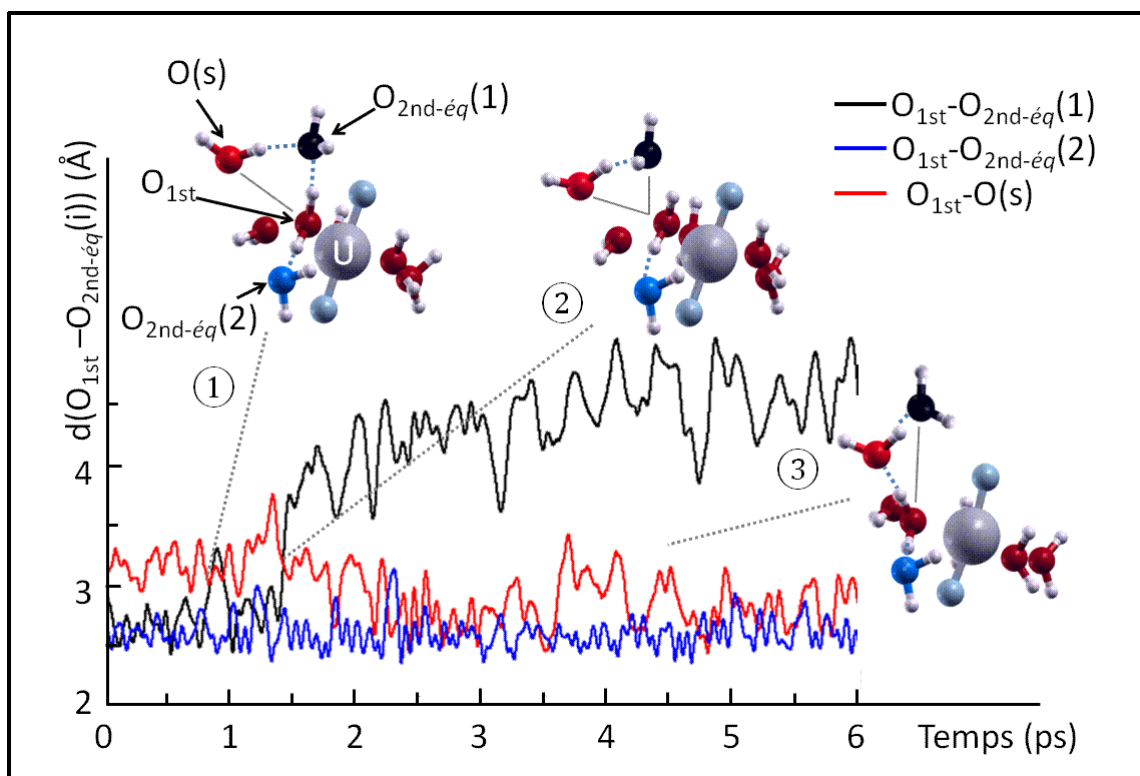 O(s)
O2nd-éq(1)
O1st
U
O2nd-éq(2)
O1st-O2nd-éq(1)
O1st-O2nd-éq(2)
O1st-O(s)
1
2
3
d(O1st –O2nd-éq(i)) (Å)
4
3
2
0 1 2 3 4 5 6 Temps (ps)